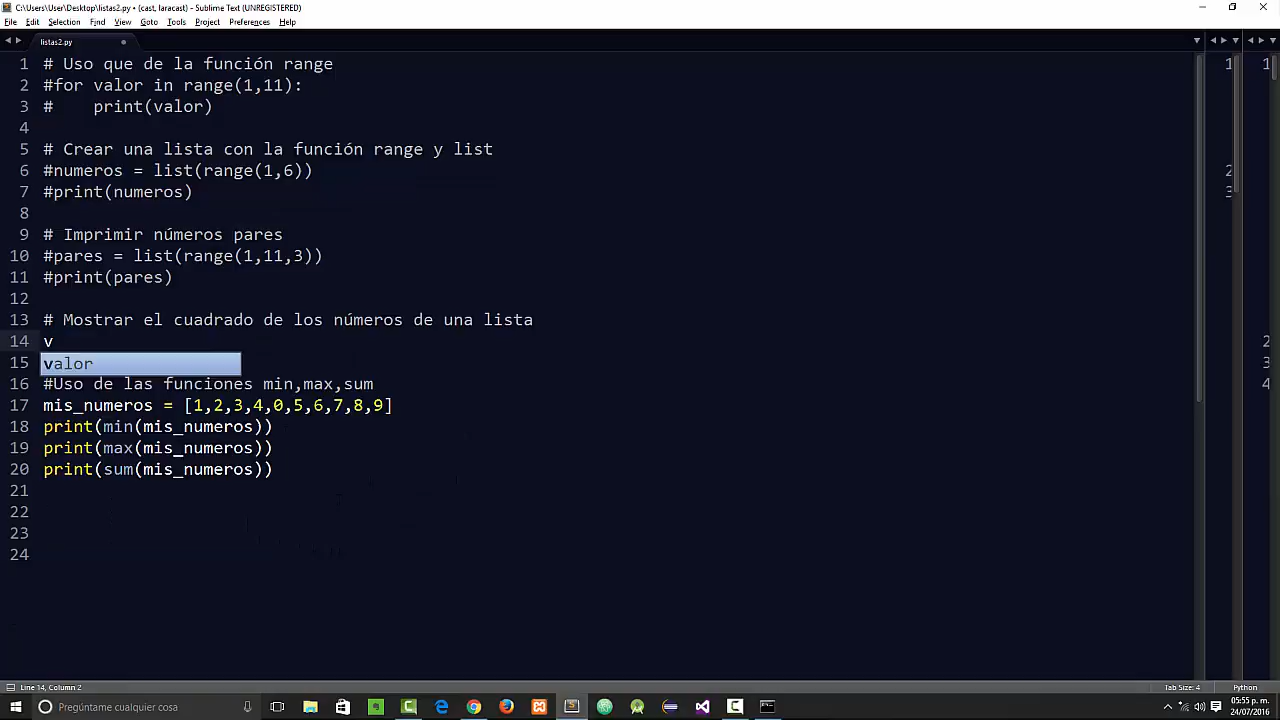 C:\Users\User\Desktop\listas2.py • (cast, laracast) - Sublime Text (UNREGISTERED)
File Edit Selection Find View Goto Tools Project Preferences Help
listas2.py
1 # Uso que de la función range
2 #for valor in range(1,11):
3 #    print(valor)
4
5 # Crear una lista con la función range y list
6 #numeros = list(range(1,6))
7 #print(numeros)
8
9 # Imprimir números pares
10 #pares = list(range(1,11,3))
11 #print(pares)
12
13 # Mostrar el cuadrado de los números de una lista
14 v
15 valor
16 #Uso de las funciones min,max,sum
17 mis_numeros = [1,2,3,4,0,5,6,7,8,9]
18 print(min(mis_numeros))
19 print(max(mis_numeros))
20 print(sum(mis_numeros))
21
22
23
24
1
2
3
1
2
3
4
Line 14, Column 2 Tab Size: 4 Python
Pregúntame cualquier cosa
05:55 p. m.
24/07/2016